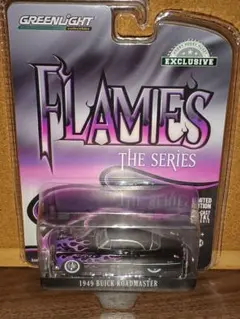 GREENLIGHT
EXCLUSIVE
FLAMES
THE SERIES
1949 BUICK ROADMASTER